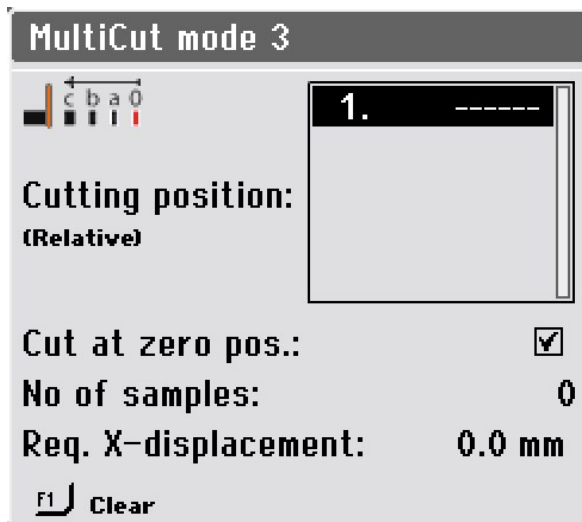 MultiCut mode 3
c b a 0
1. ------
Cutting position:
(Relative)
Cut at zero pos.:
No of samples: 0
Req. X-displacement: 0.0 mm
F1 Clear